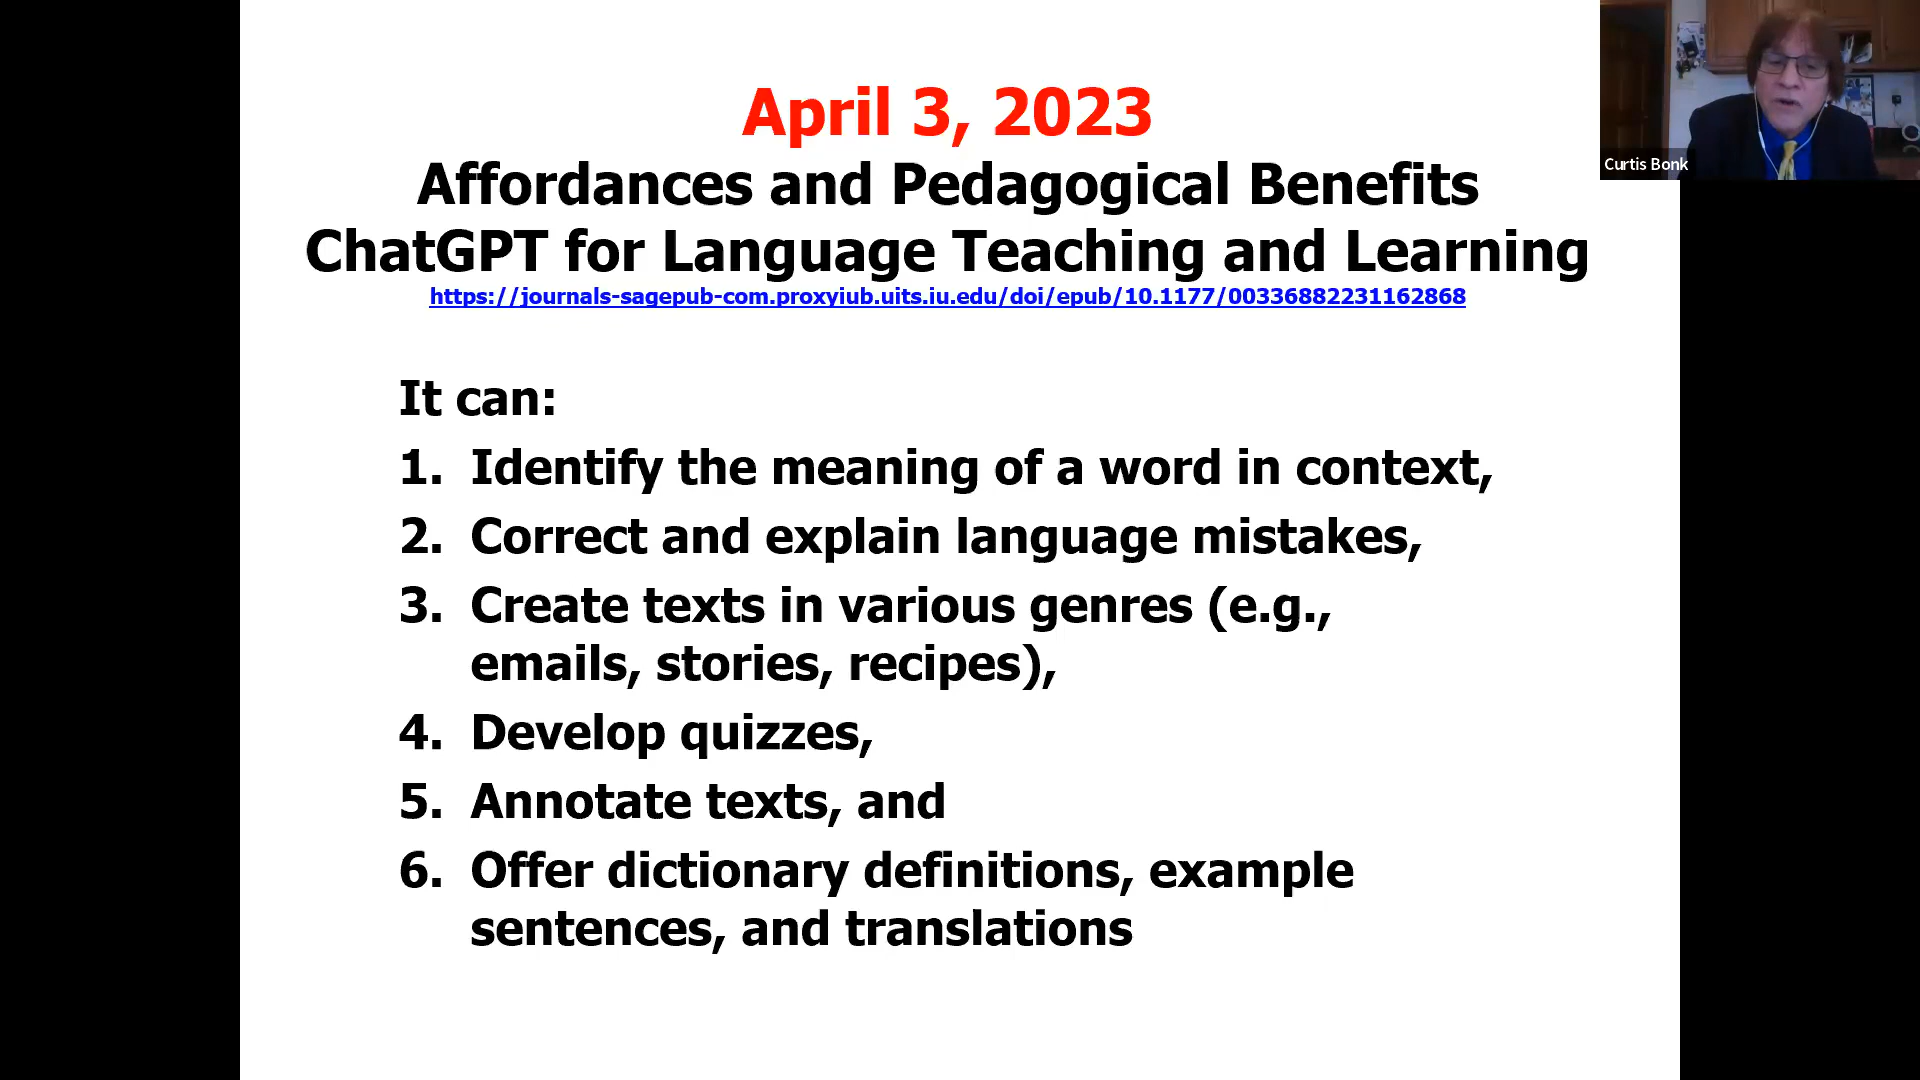 April 3, 2023
Affordances and Pedagogical Benefits
ChatGPT for Language Teaching and Learning
https://journals-sagepub-com.proxyiub.uits.iu.edu/doi/epub/10.1177/00336882231162868
It can:
1. Identify the meaning of a word in context,
2. Correct and explain language mistakes,
3. Create texts in various genres (e.g.,
emails, stories, recipes),
4. Develop quizzes,
5. Annotate texts, and
6. Offer dictionary definitions, example
sentences, and translations
Curtis Bonk